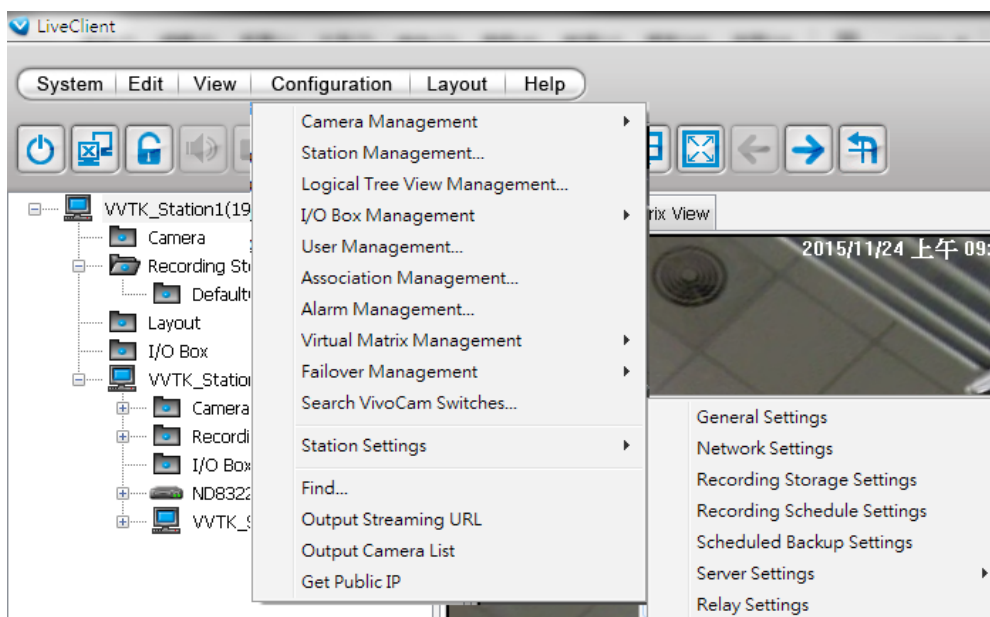 LiveClient
System Edit View Configuration Layout Help
VVTK_Station1(19
Camera
Recording St
Default
Layout
I/O Box
VVTK_Station
Camera
Recordi
I/O Box
ND8322
VVTK_S
Camera Management
Station Management...
Logical Tree View Management...
I/O Box Management
User Management...
Association Management...
Alarm Management...
Virtual Matrix Management
Failover Management
Search VivoCam Switches...
Station Settings
Find...
Output Streaming URL
Output Camera List
Get Public IP
rix View
2015/11/24 上午 09:
General Settings
Network Settings
Recording Storage Settings
Recording Schedule Settings
Scheduled Backup Settings
Server Settings
Relay Settings